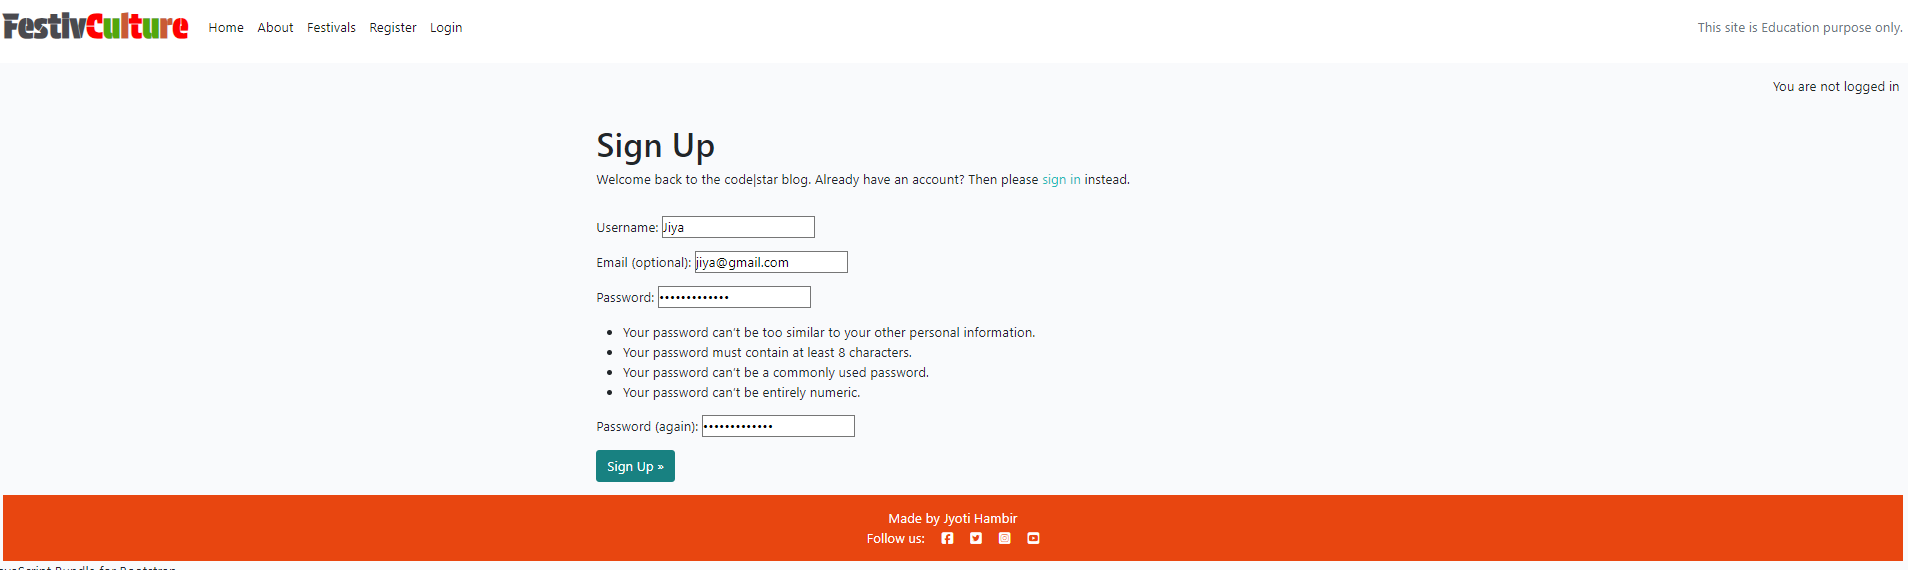 FestivCulture Home About Festivals Register Login This site is Education purpose only.
You are not logged in
Sign Up
Welcome back to the code|star blog. Already have an account? Then please sign in instead.
Username: Jiya
Email (optional): jiya@gmail.com
Password: •••••••••••••
• Your password can't be too similar to your other personal information.
• Your password must contain at least 8 characters.
• Your password can't be a commonly used password.
• Your password can't be entirely numeric.
Password (again): •••••••••••••
Sign Up »
Made by Jyoti Hambir
Follow us:
Bundle for Bootstrap